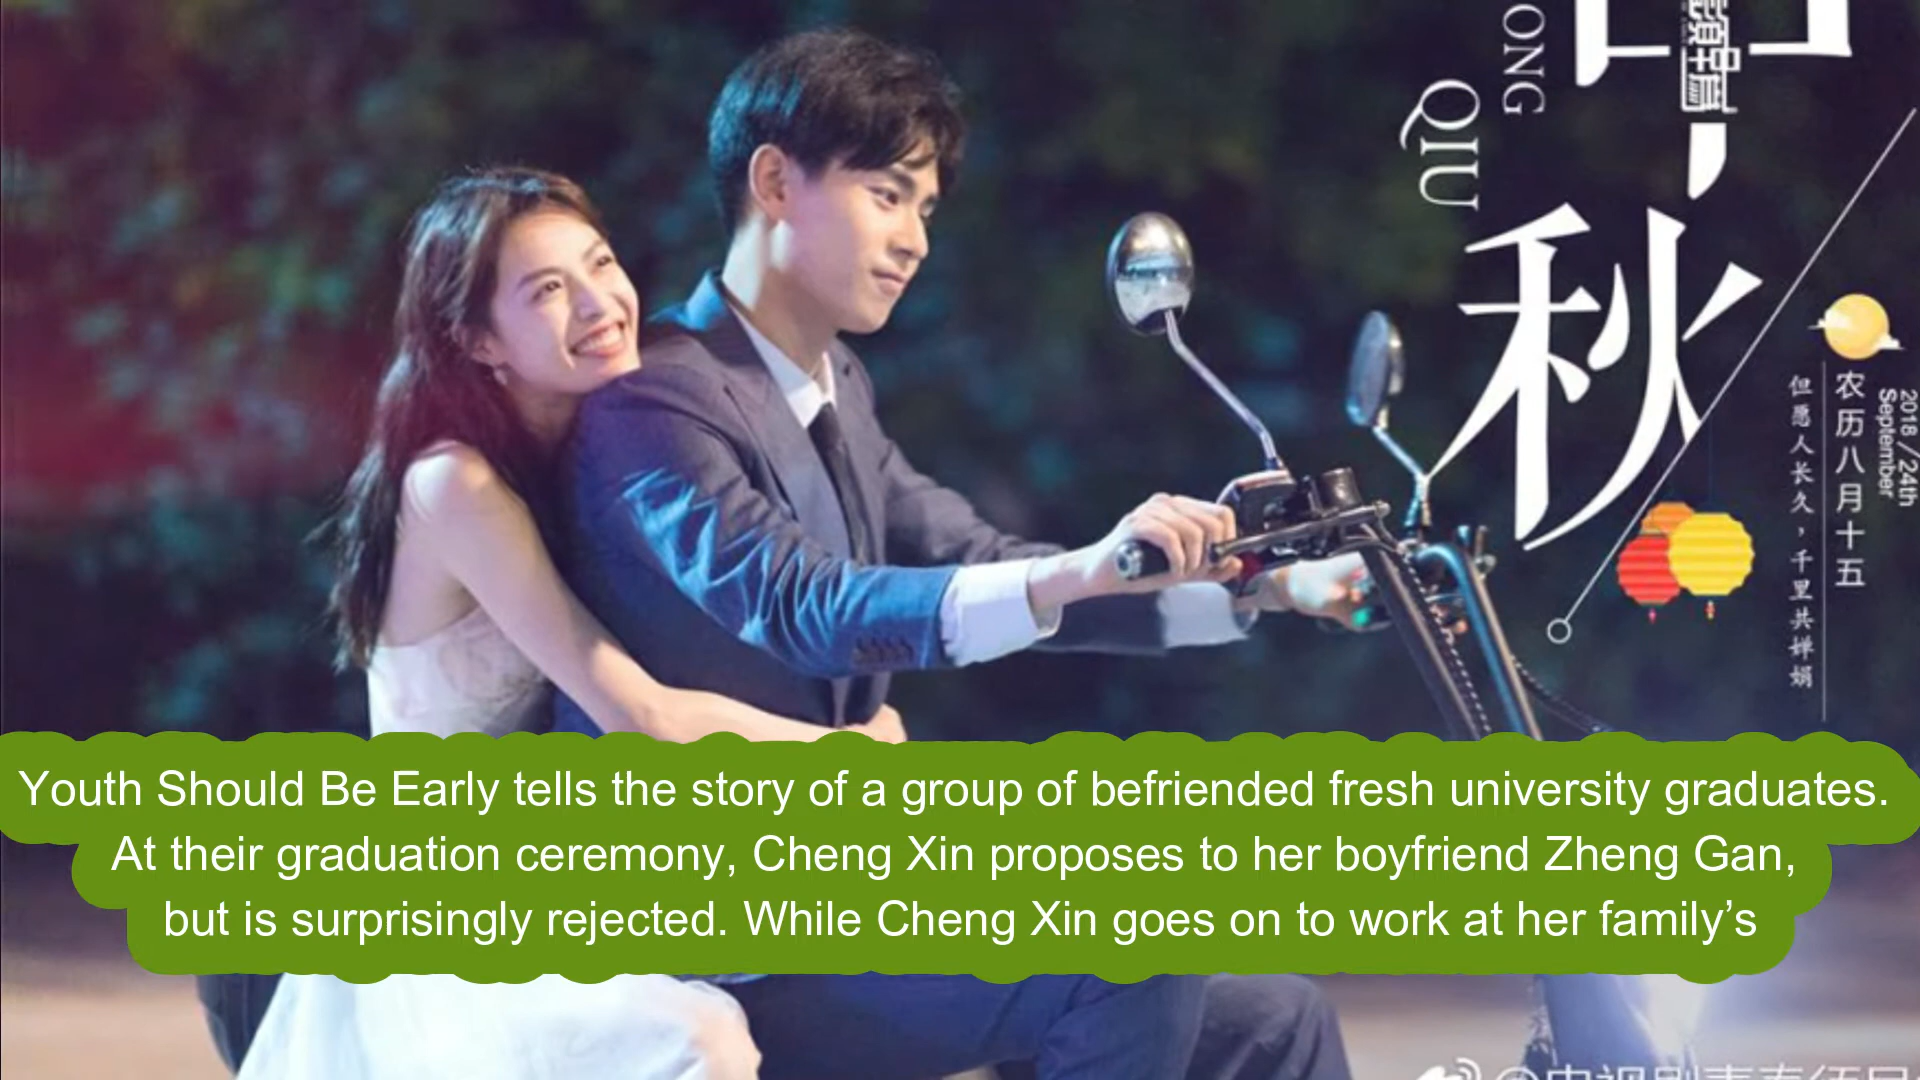 ONG
QIU
秋
2018/24th
September
农历八月十五
但愿人长久，千里共婵娟
Youth Should Be Early tells the story of a group of befriended fresh university graduates.
At their graduation ceremony, Cheng Xin proposes to her boyfriend Zheng Gan,
but is surprisingly rejected. While Cheng Xin goes on to work at her family’s